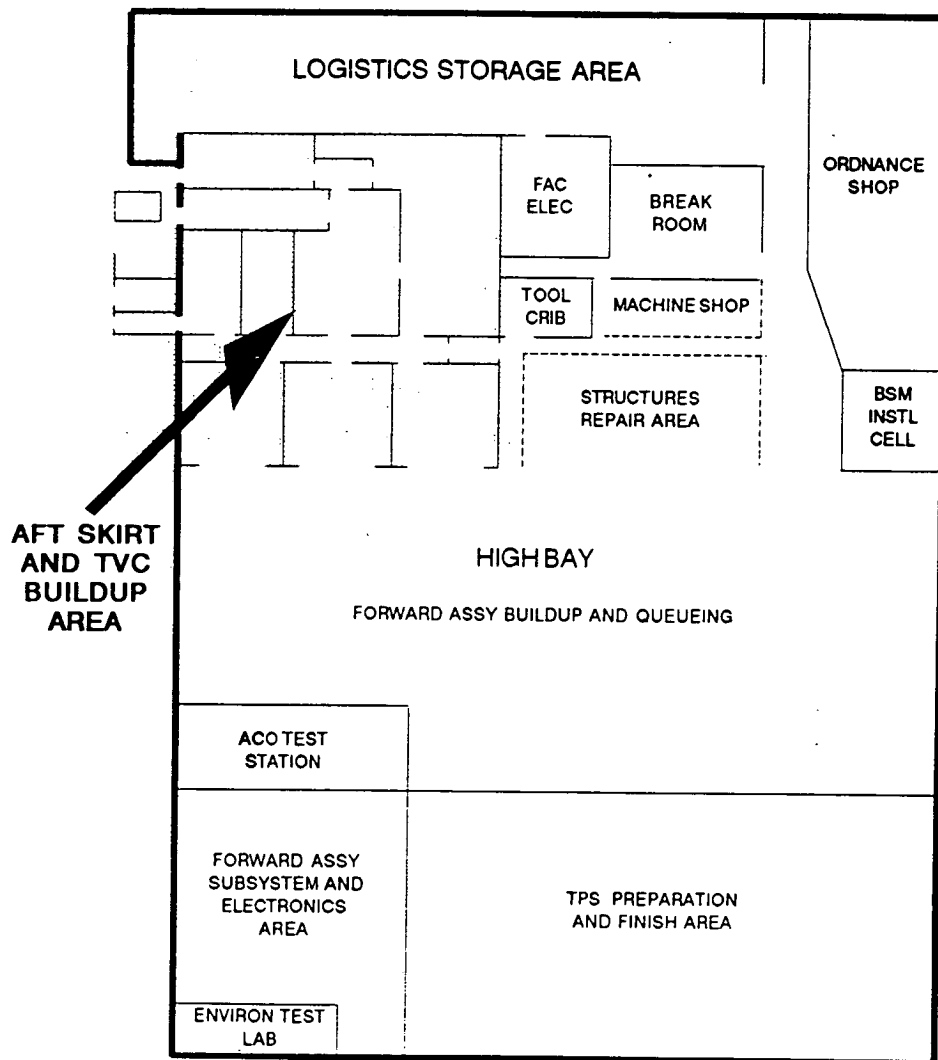 LOGISTICS STORAGE AREA
ORDNANCE
SHOP
FAC
ELEC
BREAK
ROOM
TOOL
CRIB
MACHINE SHOP
STRUCTURES
REPAIR AREA
BSM
INSTL
CELL
AFT SKIRT
AND TVC
BUILDUP
AREA
HIGH BAY
FORWARD ASSY BUILDUP AND QUEUEING
ACO TEST
STATION
FORWARD ASSY
SUBSYSTEM AND
ELECTRONICS
AREA
TPS PREPARATION
AND FINISH AREA
ENVIRON TEST
LAB